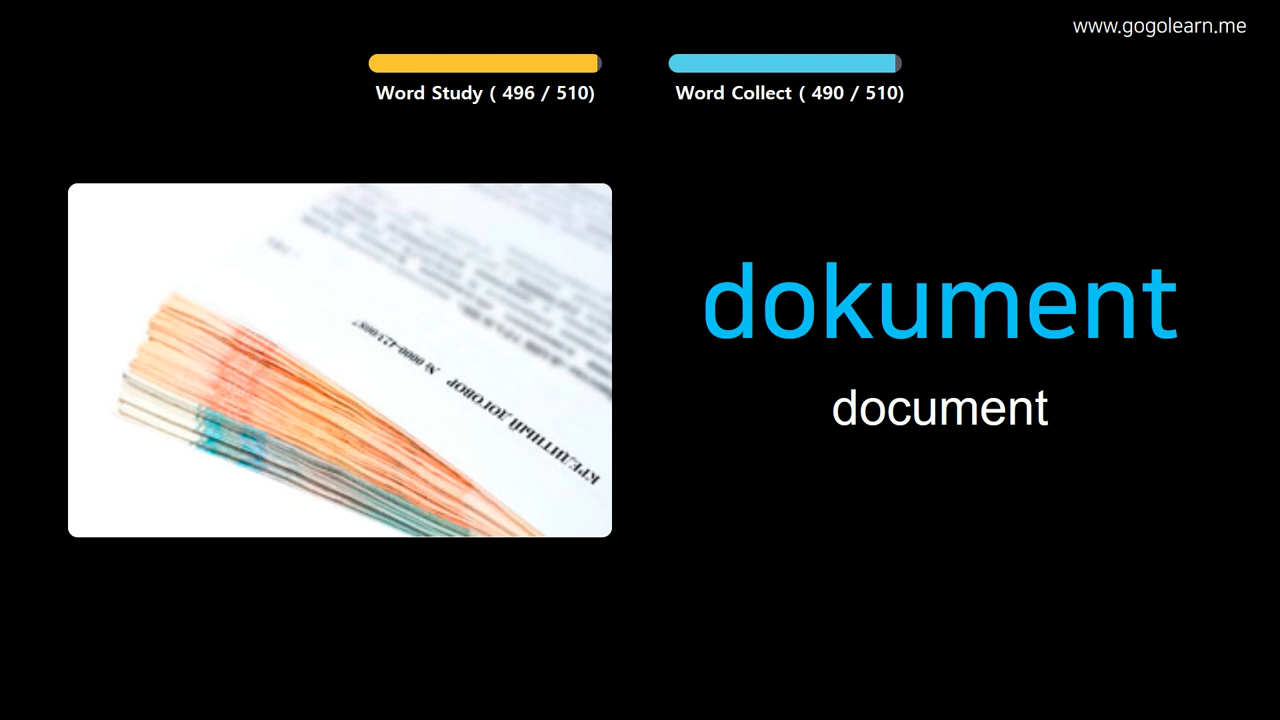 www.gogolearn.me
Word Study ( 496 / 510)
Word Collect ( 490 / 510)
КРЕДИТНЫЙ ДОГОВОР
dokument
document